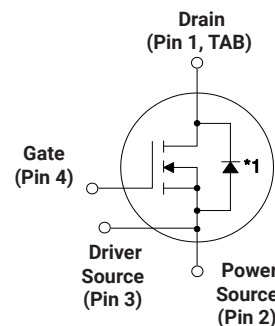 Drain
(Pin 1, TAB)
*1
Gate
(Pin 4)
Driver
Source
(Pin 3)
Power
Source
(Pin 2)